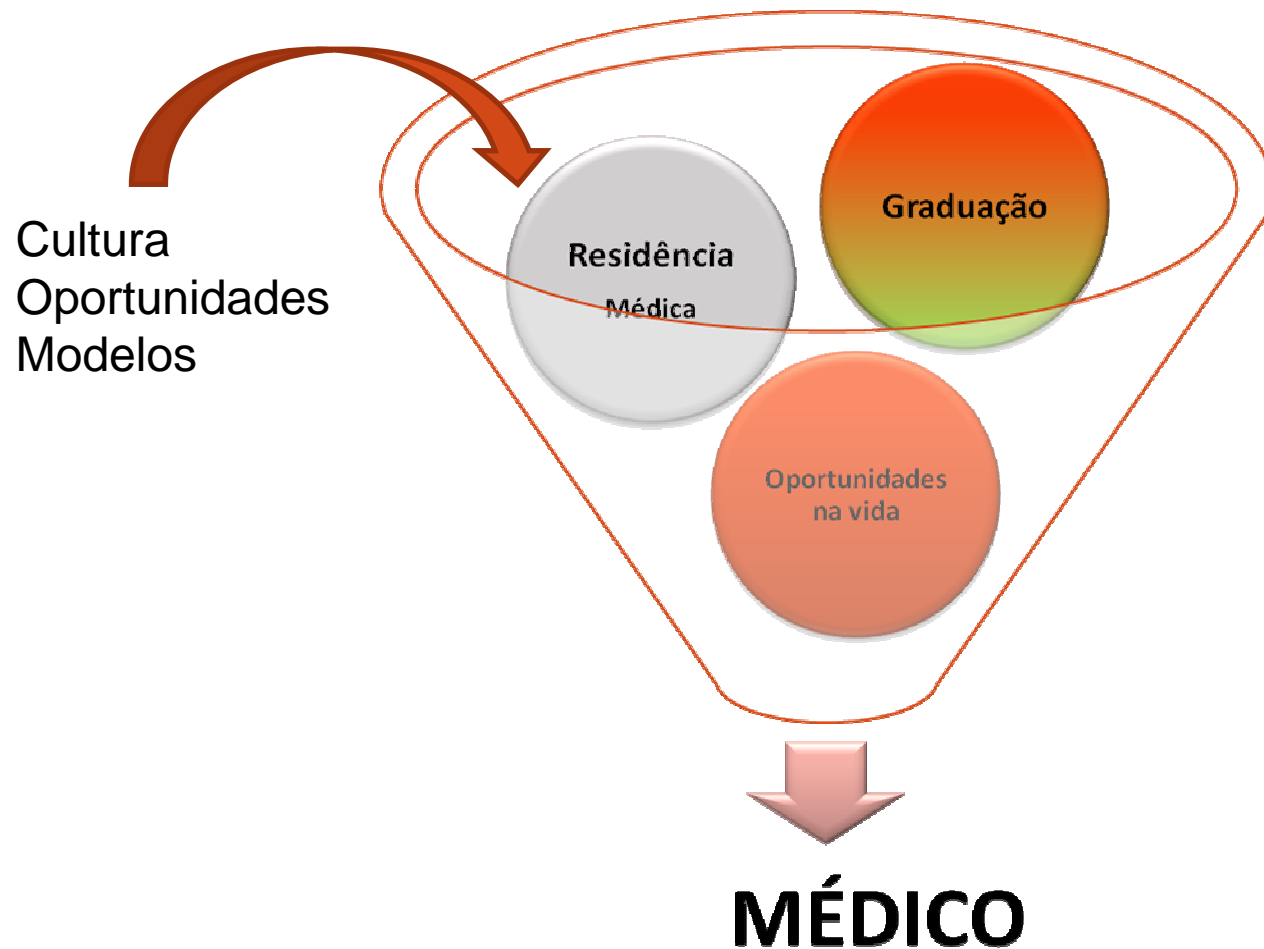 Cultura
Oportunidades
Modelos
Residência
Médica
Graduação
Oportunidades
na vida
MÉDICO